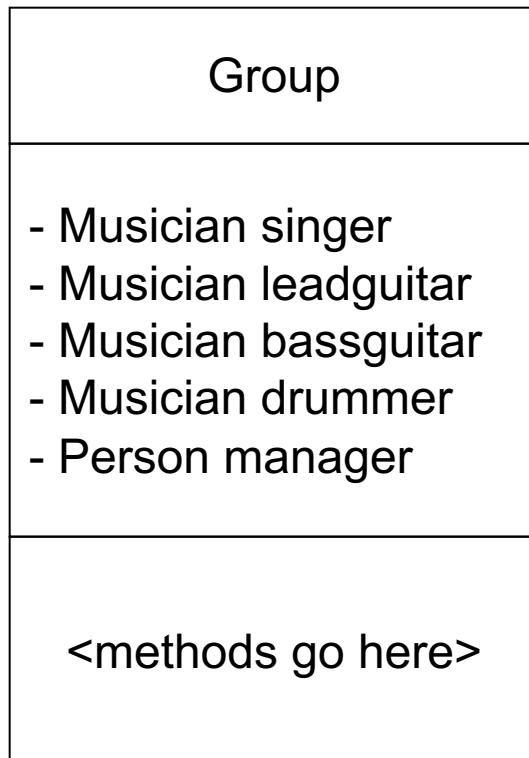 Group
- Musician singer
- Musician leadguitar
- Musician bassguitar
- Musician drummer
- Person manager
<methods go here>